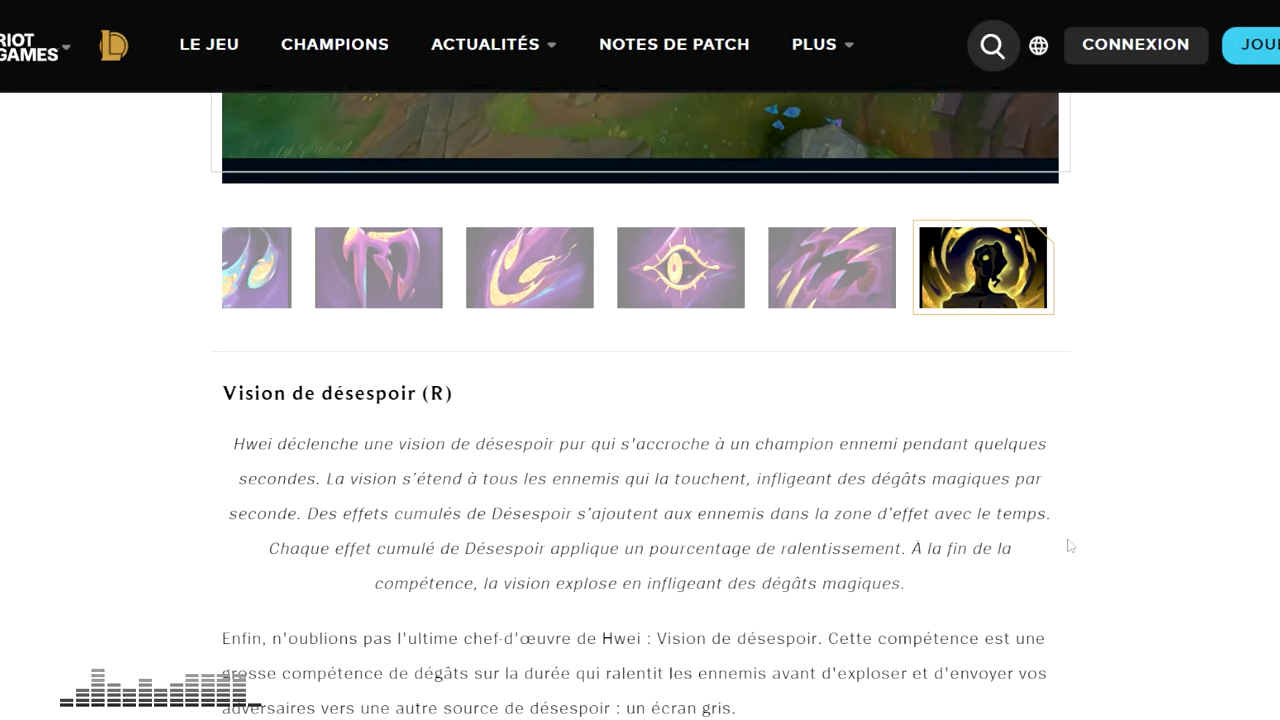 RIOT
GAMES
LE JEU
CHAMPIONS
ACTUALITÉS
NOTES DE PATCH
PLUS
CONNEXION
JOUE
Vision de désespoir (R)
Hwei déclenche une vision de désespoir pur qui s'accroche à un champion ennemi pendant quelques
secondes. La vision s’étend à tous les ennemis qui la touchent, infligeant des dégâts magiques par
seconde. Des effets cumulés de Désespoir s’ajoutent aux ennemis dans la zone d’effet avec le temps.
Chaque effet cumulé de Désespoir applique un pourcentage de ralentissement. À la fin de la
compétence, la vision explose en infligeant des dégâts magiques.
Enfin, n'oublions pas l'ultime chef-d'œuvre de Hwei : Vision de désespoir. Cette compétence est une
grosse compétence de dégâts sur la durée qui ralentit les ennemis avant d'exploser et d'envoyer vos
adversaires vers une autre source de désespoir : un écran gris.